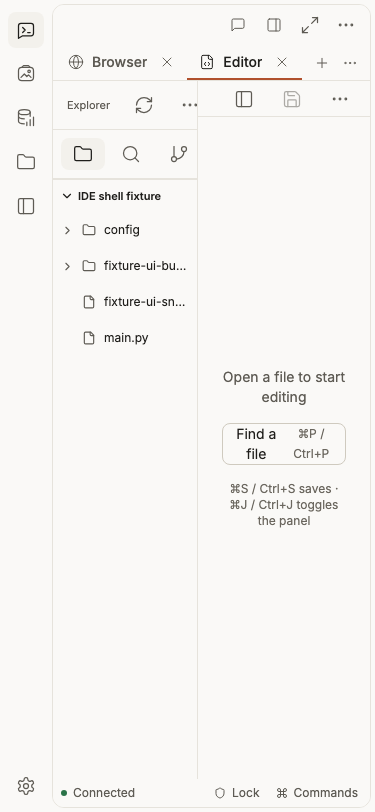 Browser
Editor
Explorer
IDE shell fixture
config
fixture-ui-bu...
fixture-ui-sn...
main.py
Open a file to start
editing
Find a
file
⌘P /
Ctrl+P
⌘S / Ctrl+S saves ·
⌘J / Ctrl+J toggles
the panel
Connected
Lock
⌘ Commands